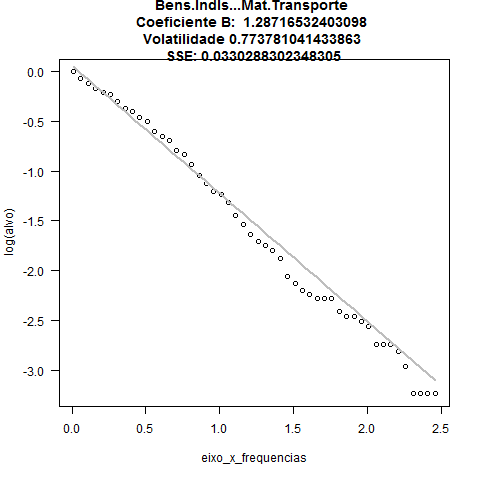 Bens.Indis...Mat.Transporte
Coeficiente B:  1.28716532403098
Volatilidade 0.773781041433863
SSE: 0.0330288302348305
0.0
-0.5
-1.0
-1.5
-2.0
-2.5
-3.0
log(alvo)
0.0 0.5 1.0 1.5 2.0 2.5
eixo_x_frequencias